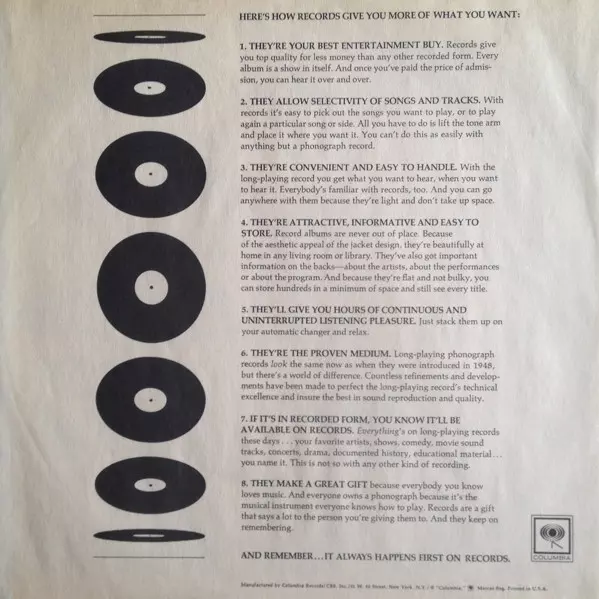 HERE'S HOW RECORDS GIVE YOU MORE OF WHAT YOU WANT:
1. THEY'RE YOUR BEST ENTERTAINMENT BUY. Records give
you top quality for less money than any other recorded form. Every
album is a show in itself. And once you've paid the price of admis-
sion, you can hear it over and over.
2. THEY ALLOW SELECTIVITY OF SONGS AND TRACKS. With
records it's easy to pick out the songs you want to play, or to play
again a particular song or side. All you have to do is lift the tone arm
and place it where you want it. You can't do this as easily with
anything but a phonograph record.
3. THEY'RE CONVENIENT AND EASY TO HANDLE. With the
long-playing record you get what you want to hear, when you want
to hear it. Everybody's familiar with records, too. And you can go
anywhere with them because they're light and don't take up space.
4. THEY'RE ATTRACTIVE, INFORMATIVE AND EASY TO
STORE. Record albums are never out of place. Because
of the aesthetic appeal of the jacket design, they're beautifully at
home in any living room or library. They've also got important
information on the backs—about the artists, about the performances
or about the program. And because they're flat and not bulky, you
can store hundreds in a minimum of space and still see every title.
5. THEY'LL GIVE YOU HOURS OF CONTINUOUS AND
UNINTERRUPTED LISTENING PLEASURE. Just stack them up on
your automatic changer and relax.
6. THEY'RE THE PROVEN MEDIUM. Long-playing phonograph
records look the same now as when they were introduced in 1948,
but there's a world of difference. Countless refinements and develop-
ments have been made to perfect the long-playing record's technical
excellence and insure the best in sound reproduction and quality.
7. IF IT'S IN RECORDED FORM, YOU KNOW IT'LL BE
AVAILABLE ON RECORDS. Everything's on long-playing records
these days . . . your favorite artists, shows, comedy, movie sound
tracks, concerts, drama, documented history, educational material . . .
you name it. This is not so with any other kind of recording.
8. THEY MAKE A GREAT GIFT because everybody you know
loves music. And everyone owns a phonograph because it's the
musical instrument everyone knows how to play. Records are a gift
that says a lot to the person you're giving them to. And they keep on
remembering.
AND REMEMBER...IT ALWAYS HAPPENS FIRST ON RECORDS.
COLUMBIA
Manufactured by Columbia Records/CBS, Inc./51 W. 52 Street, New York, N.Y./® "Columbia," Marcas Reg. Printed in U.S.A.